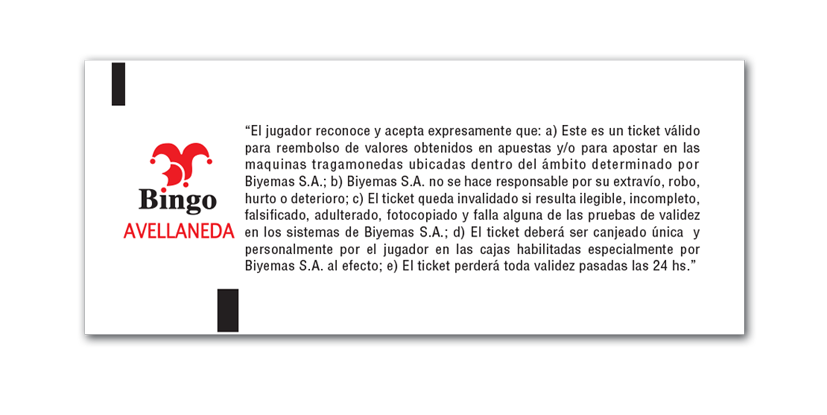 Bingo
AVELLANEDA
“El jugador reconoce y acepta expresamente que: a) Este es un ticket válido
para reembolso de valores obtenidos en apuestas y/o para apostar en las
maquinas tragamonedas ubicadas dentro del ámbito determinado por
Biyemas S.A.; b) Biyemas S.A. no se hace responsable por su extravío, robo,
hurto o deterioro; c) El ticket queda invalidado si resulta ilegible, incompleto,
falsificado, adulterado, fotocopiado y falla alguna de las pruebas de validez
en los sistemas de Biyemas S.A.; d) El ticket deberá ser canjeado única y
personalmente por el jugador en las cajas habilitadas especialmente por
Biyemas S.A. al efecto; e) El ticket perderá toda validez pasadas las 24 hs.”